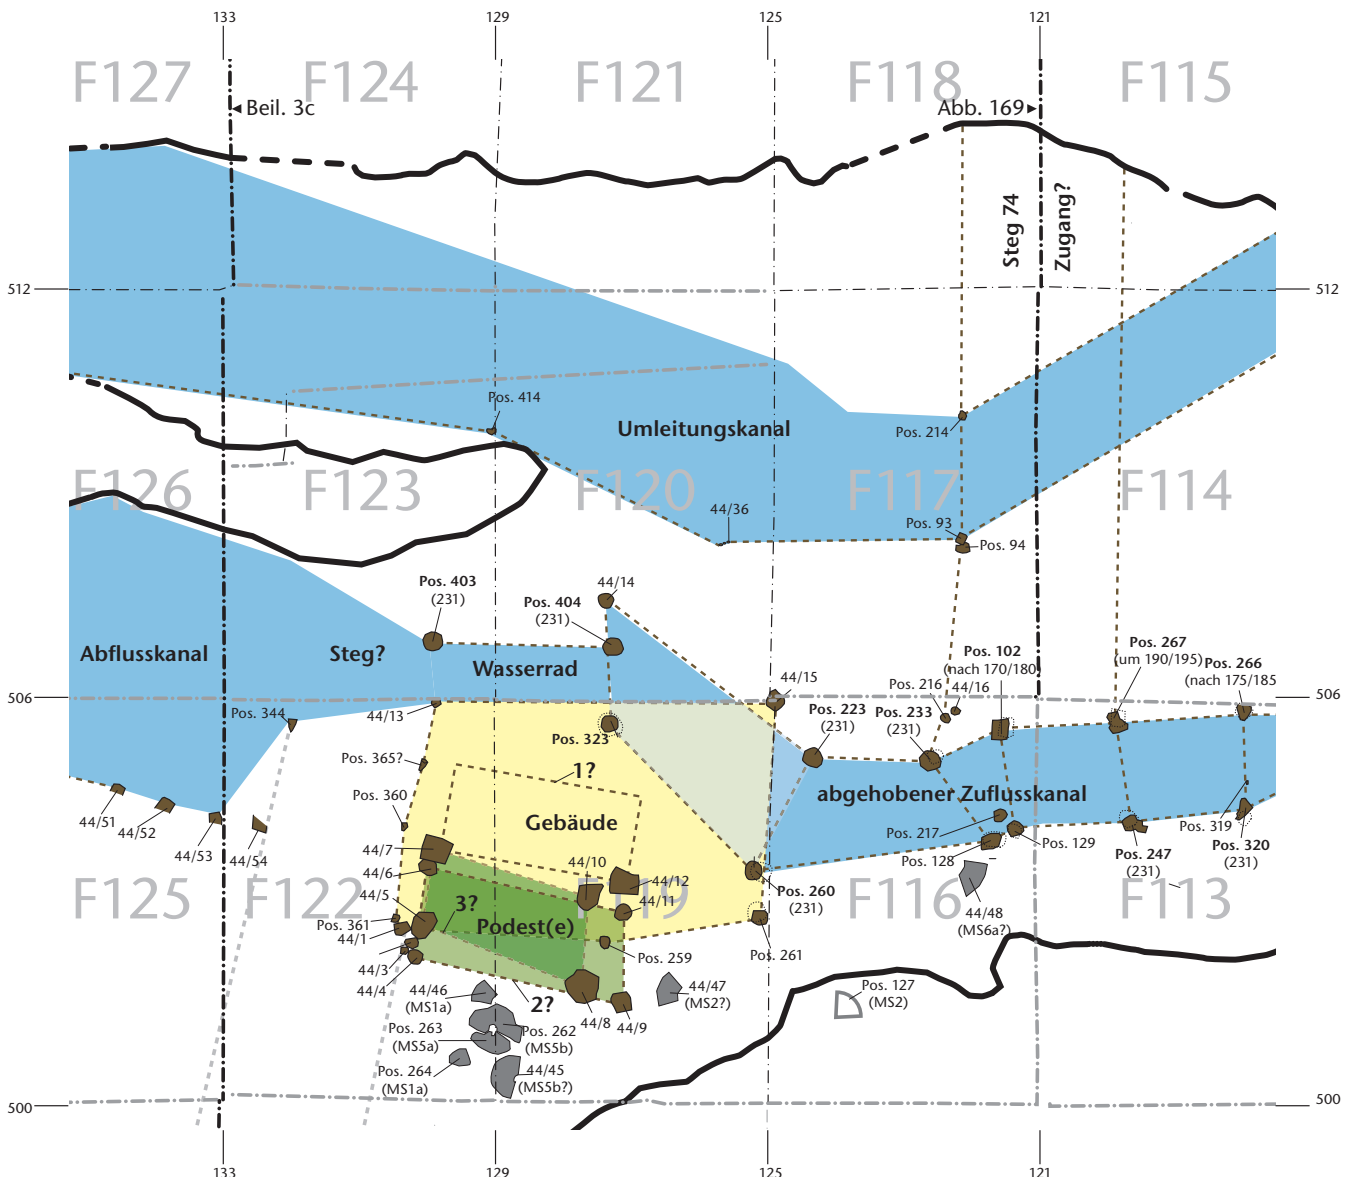 133
129
125
121
F127
F124
F121
F118
F115
Beil. 3c
Abb. 169
Steg 74
Zugang?
512
512
Pos. 414
Umleitungskanal
Pos. 214
F126
F123
F120
F117
F114
44/36
Pos. 93
Pos. 94
Pos. 403
(231)
Pos. 404
(231)
44/14
Abflusskanal
Steg?
Wasserrad
Pos. 102
(nach 170/180)
Pos. 267
(um 190/195)
Pos. 266
(nach 175/185
44/15
506
506
Pos. 216
44/16
Pos. 344
44/13
Pos. 223
(231)
Pos. 233
(231)
Pos. 323
Pos. 365?
1?
abgehobener Zuflusskanal
44/51
44/52
44/53
44/54
Pos. 360
Gebäude
Pos. 217
Pos. 128
Pos. 129
Pos. 319
Pos. 247
(231)
Pos. 320
(231)
44/7
44/6
44/5
44/10
44/12
44/11
Pos. 260
(231)
F125
F122
F119
F116
F113
44/48
(MS6a?)
3?
Podest(e)
Pos. 361
44/1
44/3
44/4
Pos. 259
Pos. 261
44/46
(MS1a)
2?
44/8
44/9
44/47
(MS2?)
Pos. 127
(MS2)
Pos. 263
(MS5a)
Pos. 262
(MS5b)
Pos. 264
(MS1a)
44/45
(MS5b?)
500
500
133
129
125
121